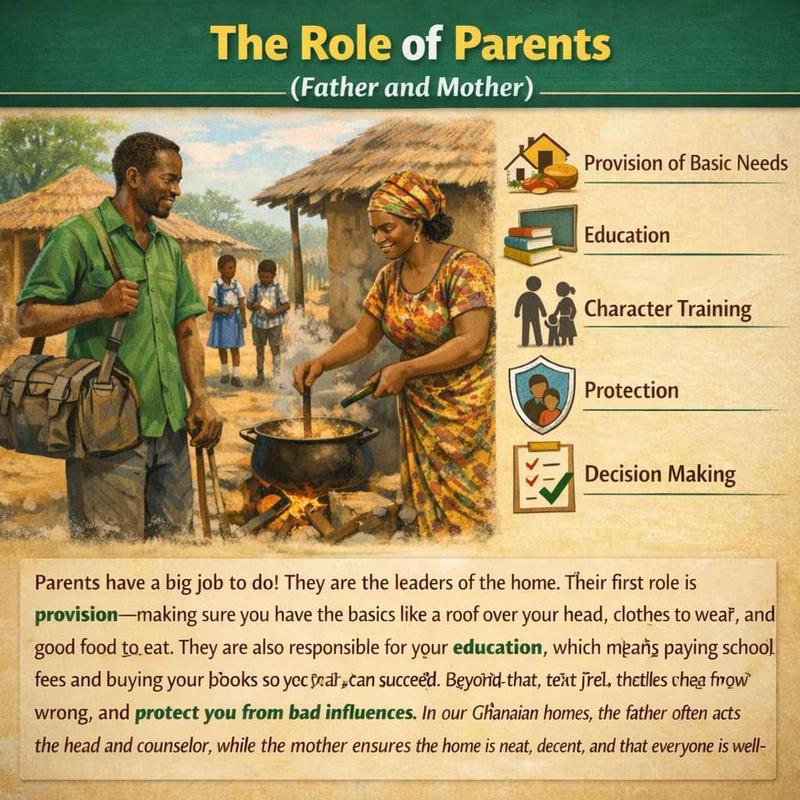 The Role of Parents
(Father and Mother)
Provision of Basic Needs
Education
Character Training
Protection
Decision Making
Parents have a big job to do! They are the leaders of the home. Their first role is
provision—making sure you have the basics like a roof over your head, clothes to wear, and
good food to eat. They are also responsible for your education, which means paying school
fees and buying your books so can succeed. Beyond that,
wrong, and protect you from bad influences. In our Ghanaian homes, the father often acts
the head and counselor, while the mother ensures the home is neat, decent, and that everyone is well-